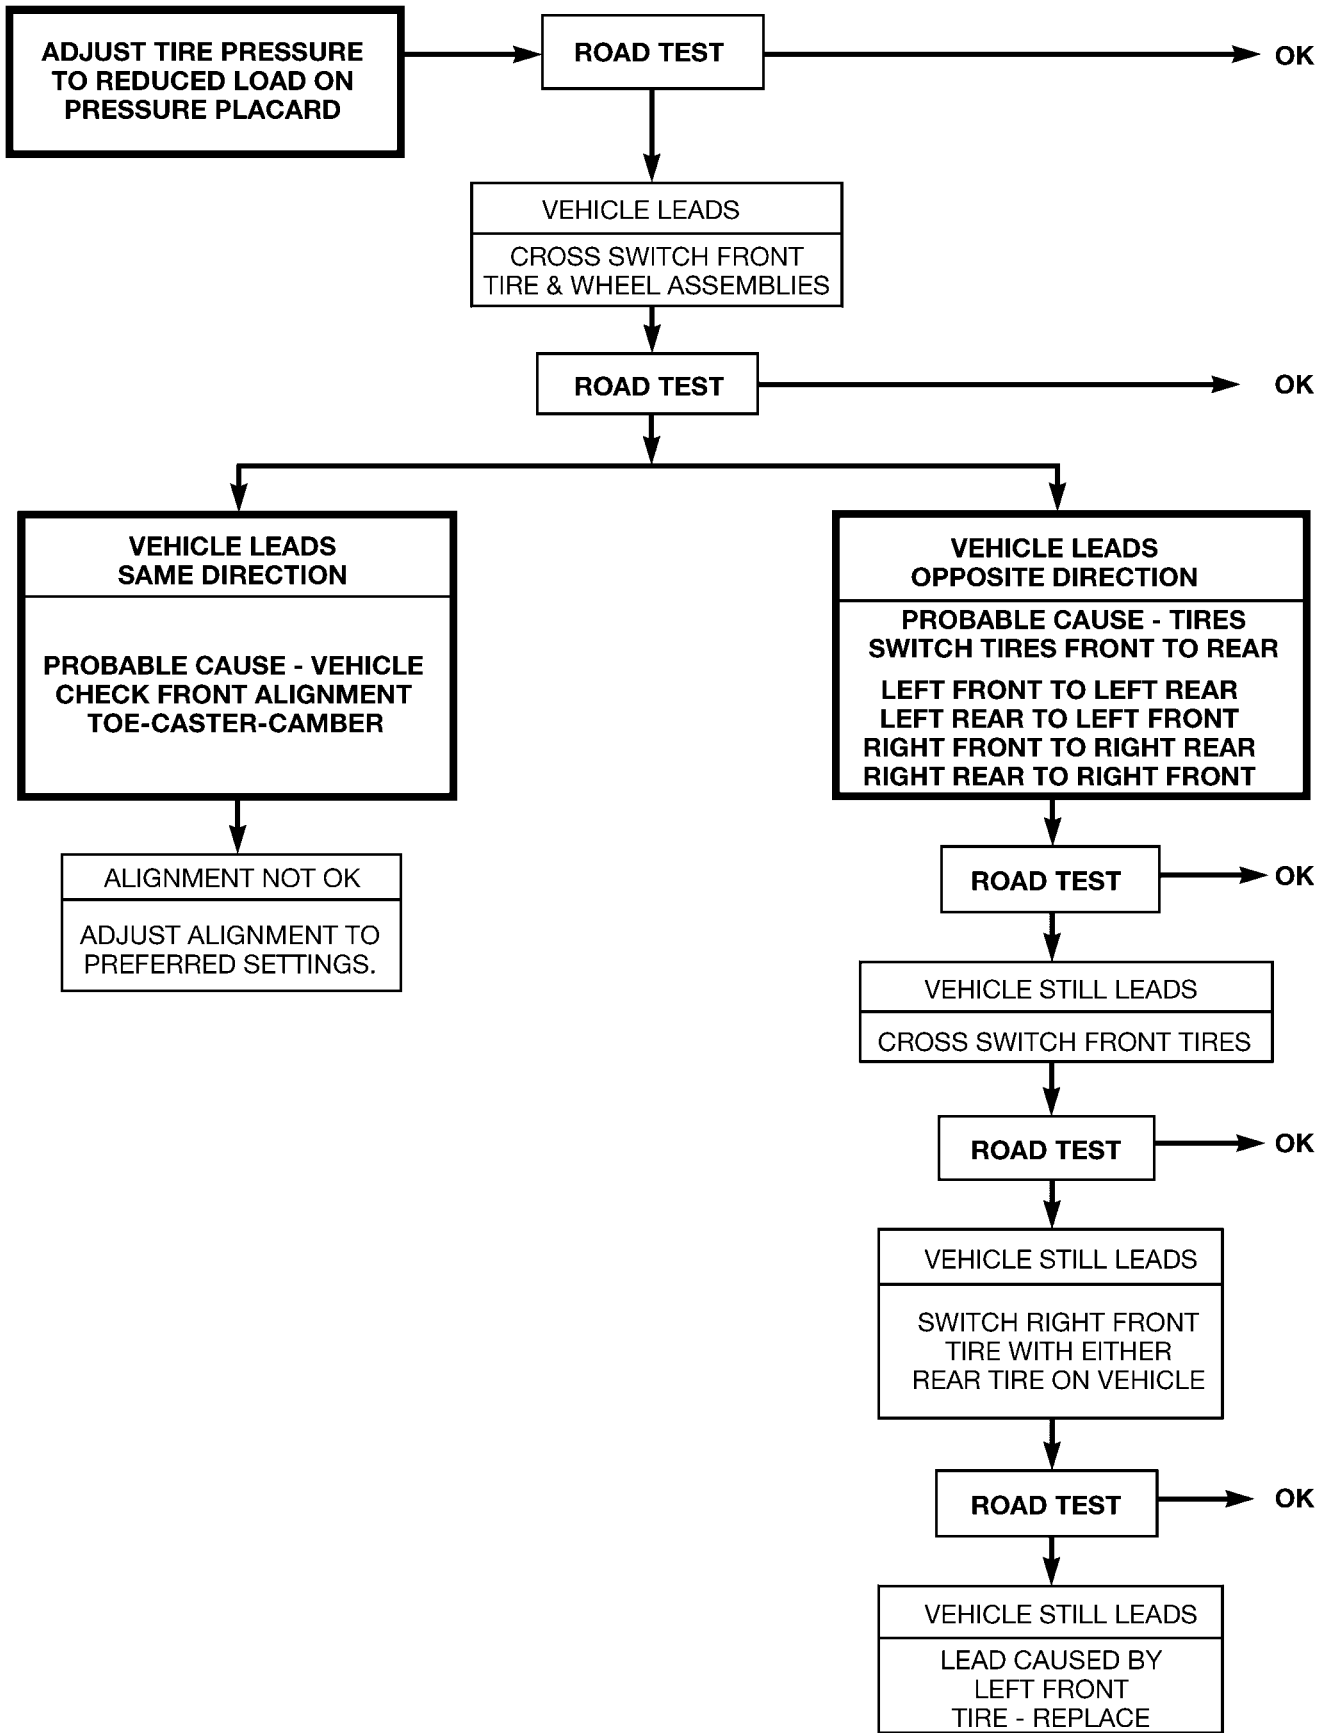 ADJUST TIRE PRESSURE
TO REDUCED LOAD ON
PRESSURE PLACARD
ROAD TEST
OK
VEHICLE LEADS
CROSS SWITCH FRONT
TIRE & WHEEL ASSEMBLIES
ROAD TEST
OK
VEHICLE LEADS
SAME DIRECTION
PROBABLE CAUSE - VEHICLE
CHECK FRONT ALIGNMENT
TOE-CASTER-CAMBER
ALIGNMENT NOT OK
ADJUST ALIGNMENT TO
PREFERRED SETTINGS.
VEHICLE LEADS
OPPOSITE DIRECTION
PROBABLE CAUSE - TIRES
SWITCH TIRES FRONT TO REAR
LEFT FRONT TO LEFT REAR
LEFT REAR TO LEFT FRONT
RIGHT FRONT TO RIGHT REAR
RIGHT REAR TO RIGHT FRONT
ROAD TEST
OK
VEHICLE STILL LEADS
CROSS SWITCH FRONT TIRES
ROAD TEST
OK
VEHICLE STILL LEADS
SWITCH RIGHT FRONT
TIRE WITH EITHER
REAR TIRE ON VEHICLE
ROAD TEST
OK
VEHICLE STILL LEADS
LEAD CAUSED BY
LEFT FRONT
TIRE - REPLACE